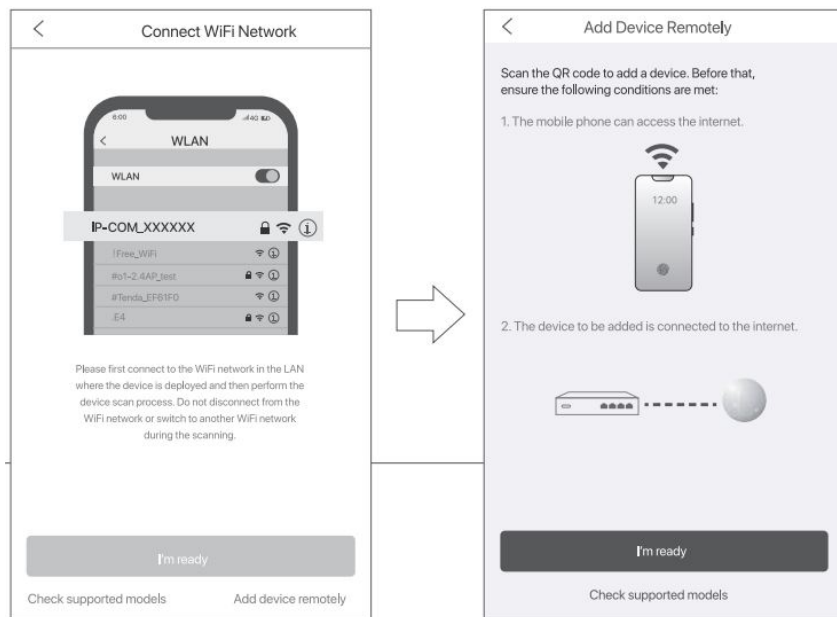 Connect WiFi Network
6:00
4G
WLAN
WLAN
IP-COM_XXXXXX
!Free_WiFi
#o1-2.4AP_test
#Tenda_EF61F0
.E4
Please first connect to the WiFi network in the LAN
where the device is deployed and then perform the
device scan process. Do not disconnect from the
WiFi network or switch to another WiFi network
during the scanning.
I'm ready
Check supported models
Add device remotely
Add Device Remotely
Scan the QR code to add a device. Before that,
ensure the following conditions are met:
1. The mobile phone can access the internet.
12:00
2. The device to be added is connected to the internet.
I'm ready
Check supported models